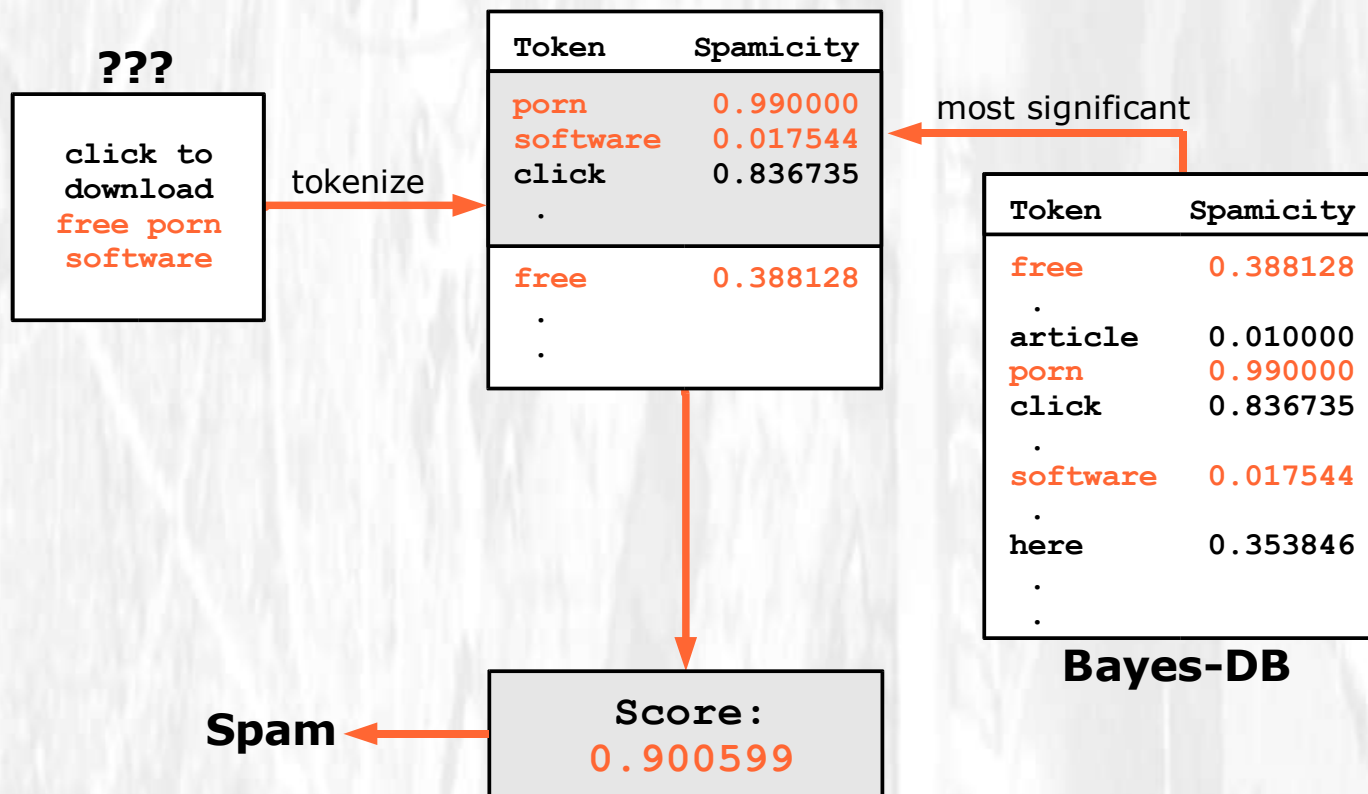 ???
click to
download
free porn
software
tokenize
Token Spamicity
porn 0.990000
software 0.017544
click 0.836735
.
free 0.388128
.
.
most significant
Token Spamicity
free 0.388128
.
article 0.010000
porn 0.990000
click 0.836735
.
software 0.017544
.
here 0.353846
.
.
Bayes-DB
Score:
0.900599
Spam